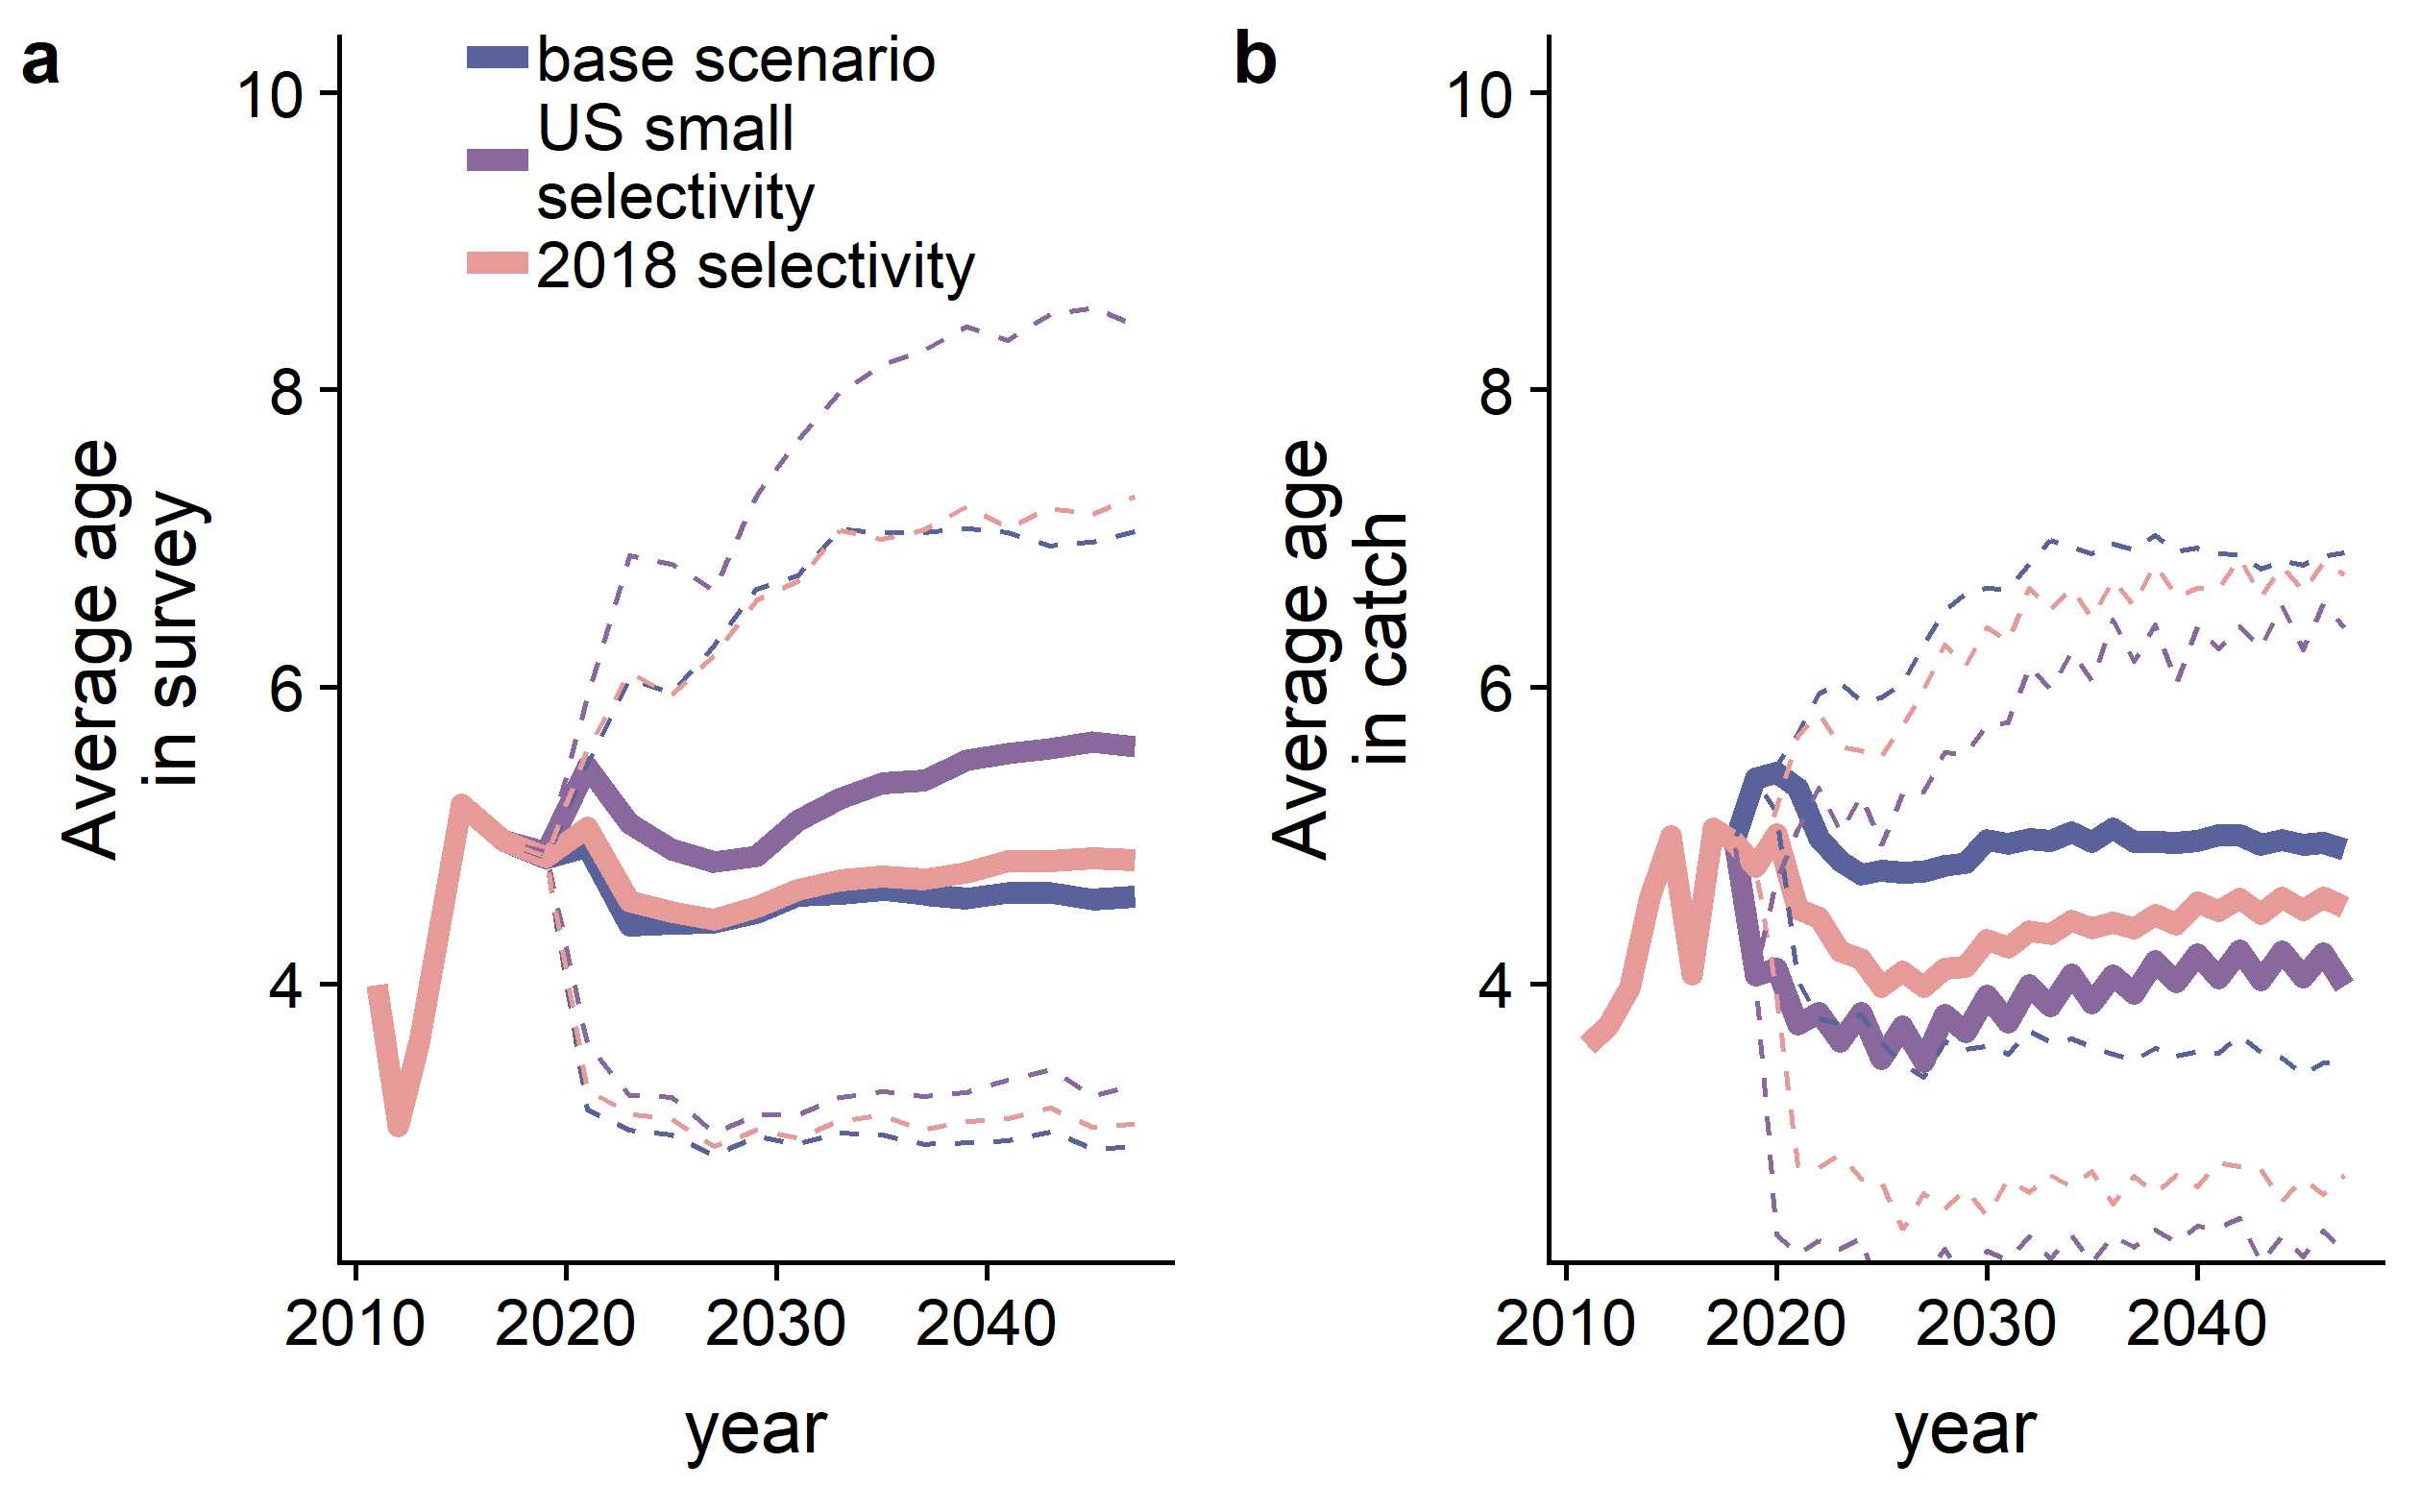 a
base scenario
US small
selectivity
2018 selectivity
10
8
6
4
Average age
in survey
2010
2020
2030
2040
year
b
10
8
6
4
Average age
in catch
2010
2020
2030
2040
year